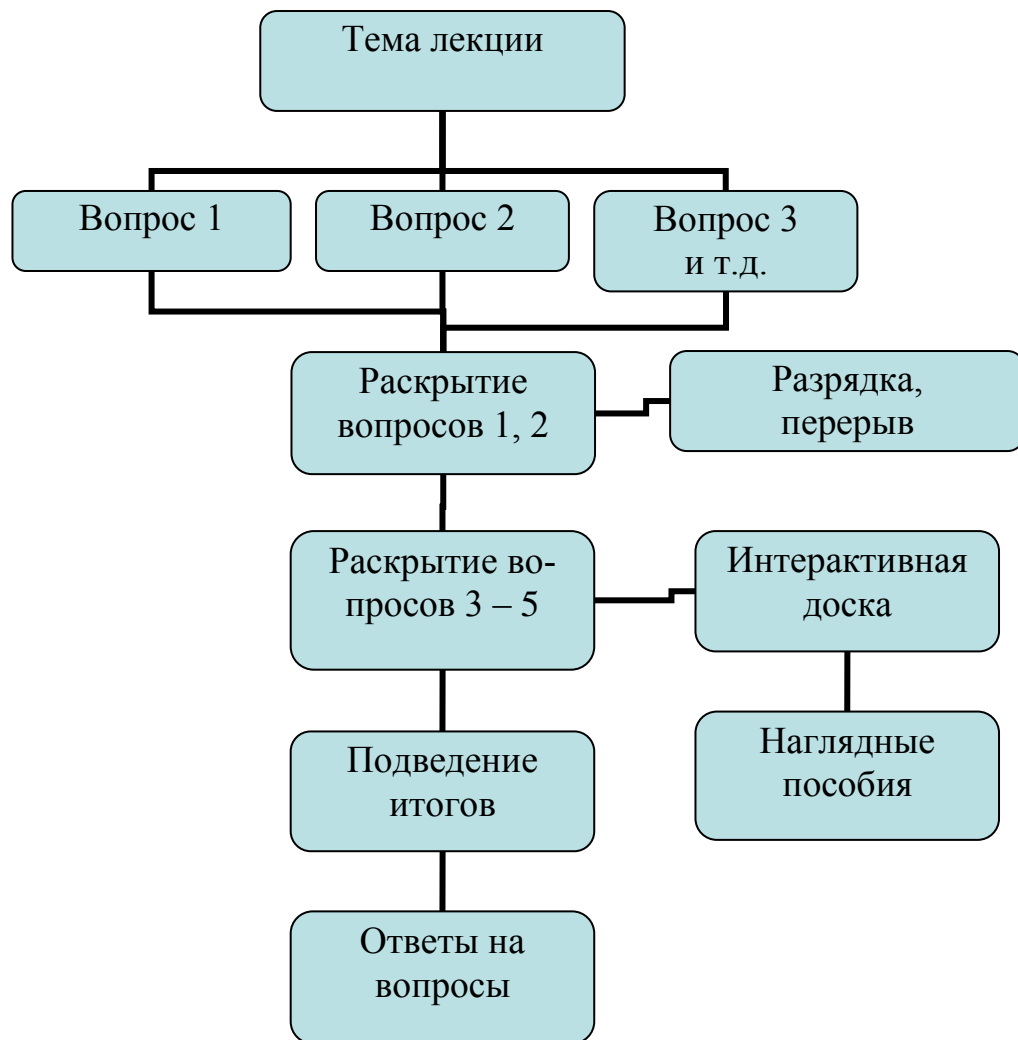 Тема лекции
Вопрос 1
Вопрос 2
Вопрос 3
и т.д.
Раскрытие
вопросов 1, 2
Разрядка,
перерыв
Раскрытие во-
просов 3 – 5
Интерактивная
доска
Подведение
итогов
Наглядные
пособия
Ответы на
вопросы